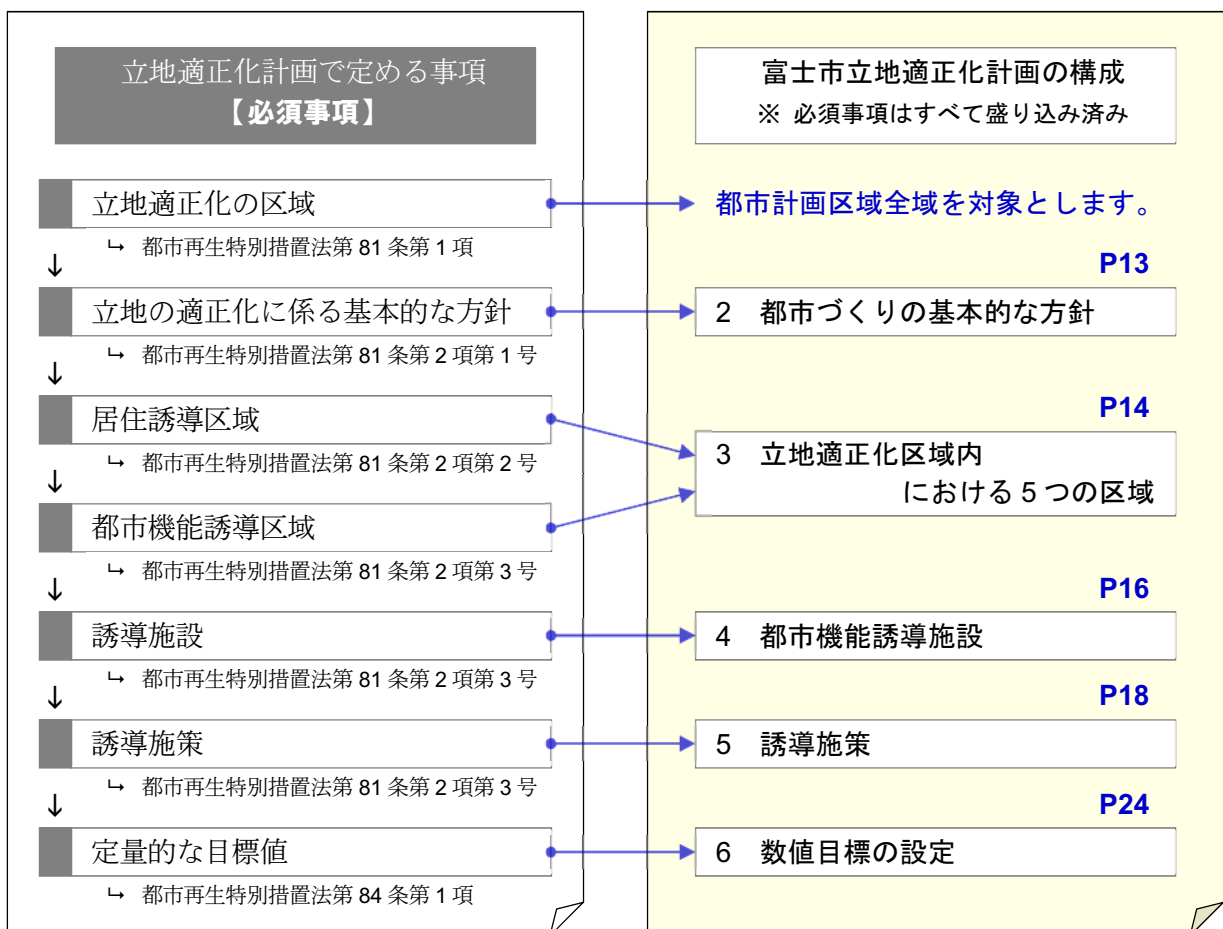 立地適正化計画で定める事項
【必須事項】
立地適正化の区域
↳ 都市再生特別措置法第 81 条第 1 項
↓
立地の適正化に係る基本的な方針
↳ 都市再生特別措置法第 81 条第 2 項第 1 号
↓
居住誘導区域
↳ 都市再生特別措置法第 81 条第 2 項第 2 号
↓
都市機能誘導区域
↳ 都市再生特別措置法第 81 条第 2 項第 3 号
↓
誘導施設
↳ 都市再生特別措置法第 81 条第 2 項第 3 号
↓
誘導施策
↳ 都市再生特別措置法第 81 条第 2 項第 3 号
↓
定量的な目標値
↳ 都市再生特別措置法第 84 条第 1 項
富士市立地適正化計画の構成
※ 必須事項はすべて盛り込み済み
都市計画区域全域を対象とします。
P13
2 都市づくりの基本的な方針
P14
3 立地適正化区域内
における 5 つの区域
P16
4 都市機能誘導施設
P18
5 誘導施策
P24
6 数値目標の設定